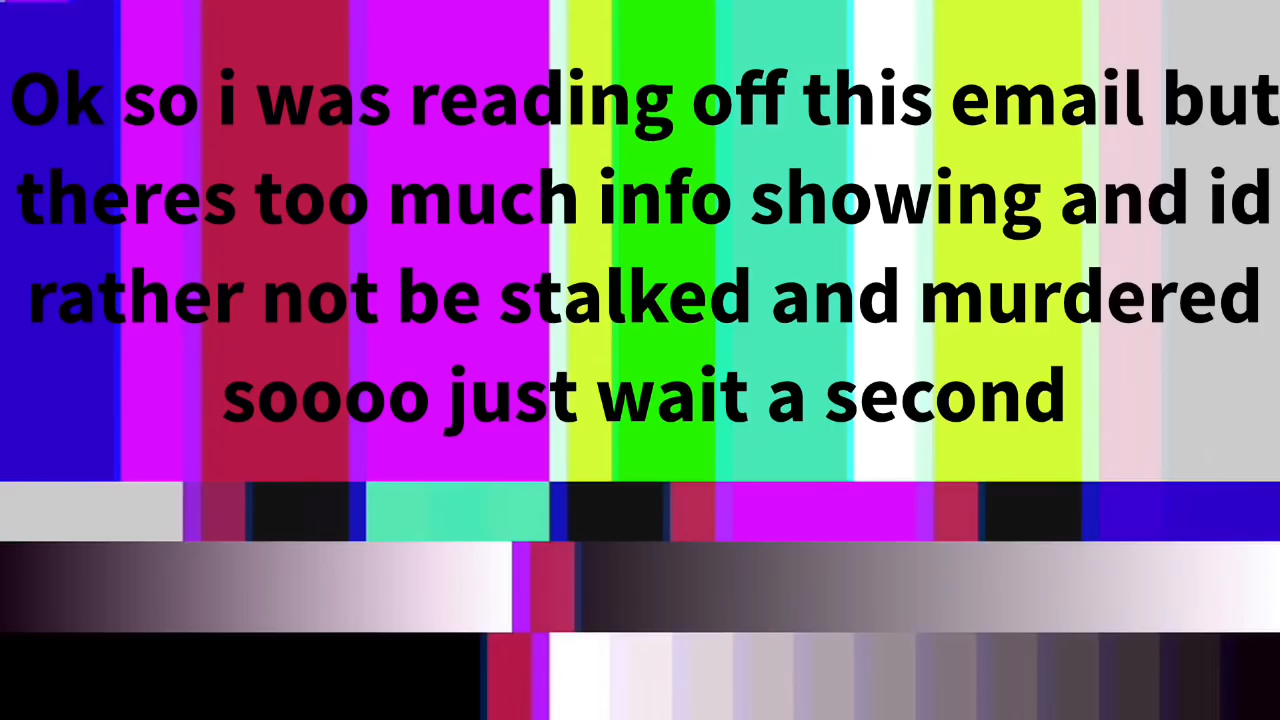 Ok so i was reading off this email but
theres too much info showing and id
rather not be stalked and murdered
soooo just wait a second